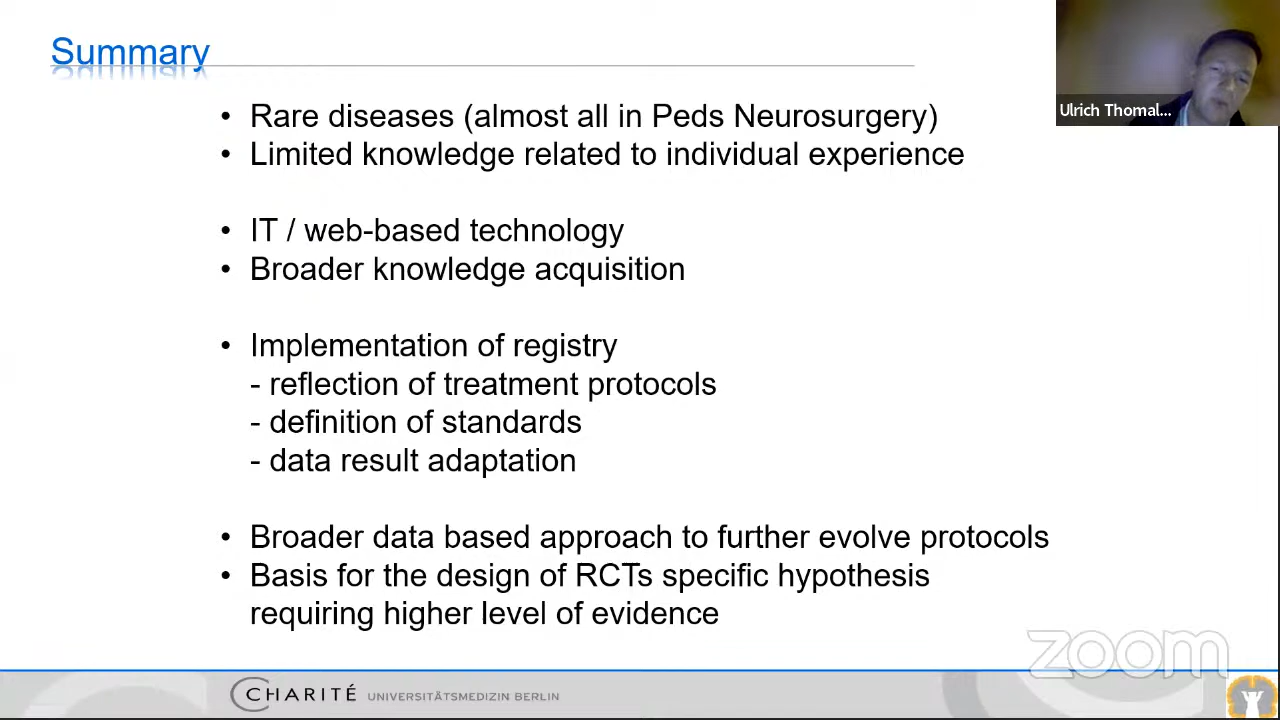 Summary
Ulrich Thomal...
• Rare diseases (almost all in Peds Neurosurgery)
• Limited knowledge related to individual experience
• IT / web-based technology
• Broader knowledge acquisition
• Implementation of registry
- reflection of treatment protocols
- definition of standards
- data result adaptation
• Broader data based approach to further evolve protocols
• Basis for the design of RCTs specific hypothesis
requiring higher level of evidence
zoom
CHARITÉ UNIVERSITÄTSMEDIZIN BERLIN